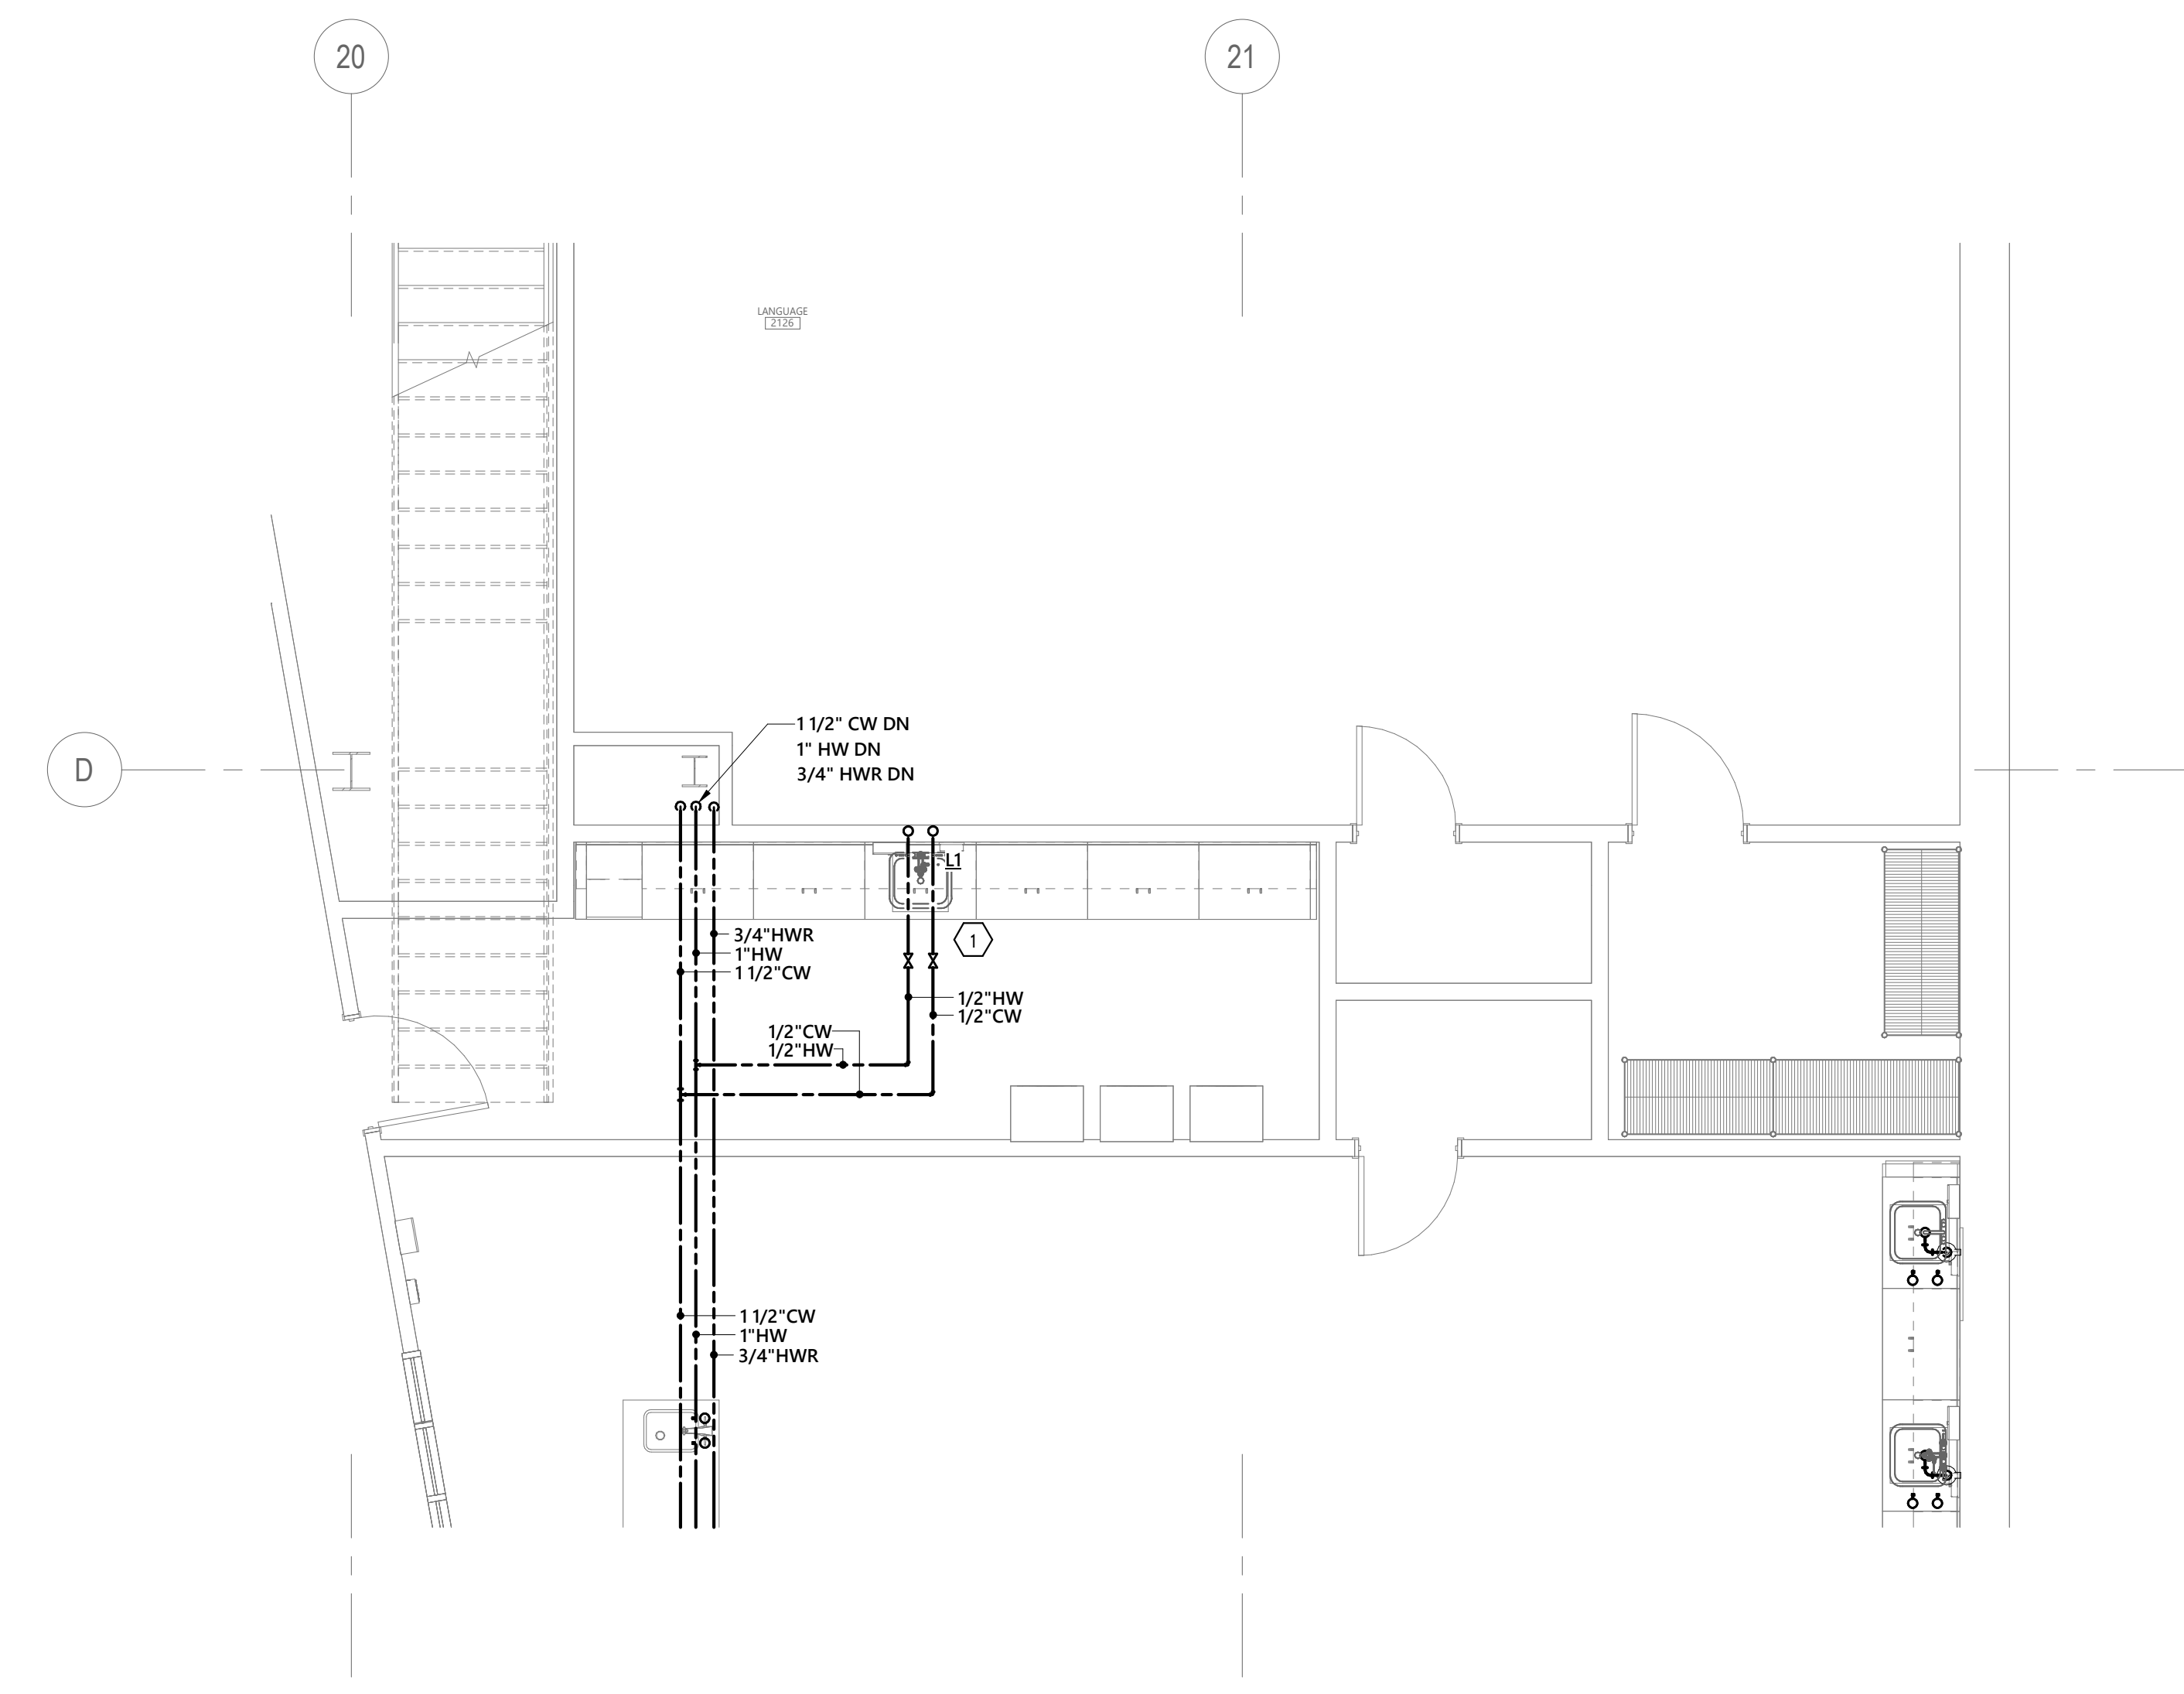 20
21
LANGUAGE
2126
1 1/2" CW DN
1" HW DN
3/4" HWR DN
D
L1
3/4"HWR
1"HW
1 1/2"CW
1
1/2"HW
1/2"CW
1/2"CW
1/2"HW
1 1/2"CW
1"HW
3/4"HWR